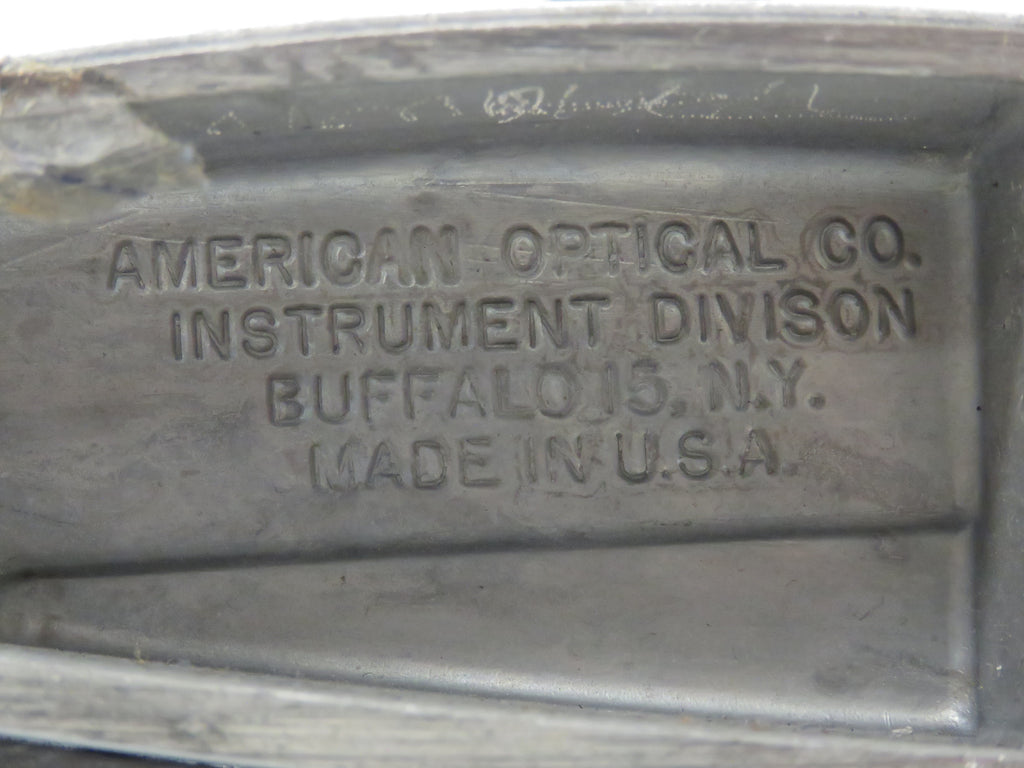 AMERICAN OPTICAL CO.
INSTRUMENT DIVISON
BUFFALO 15, N.Y.
MADE IN U.S.A.